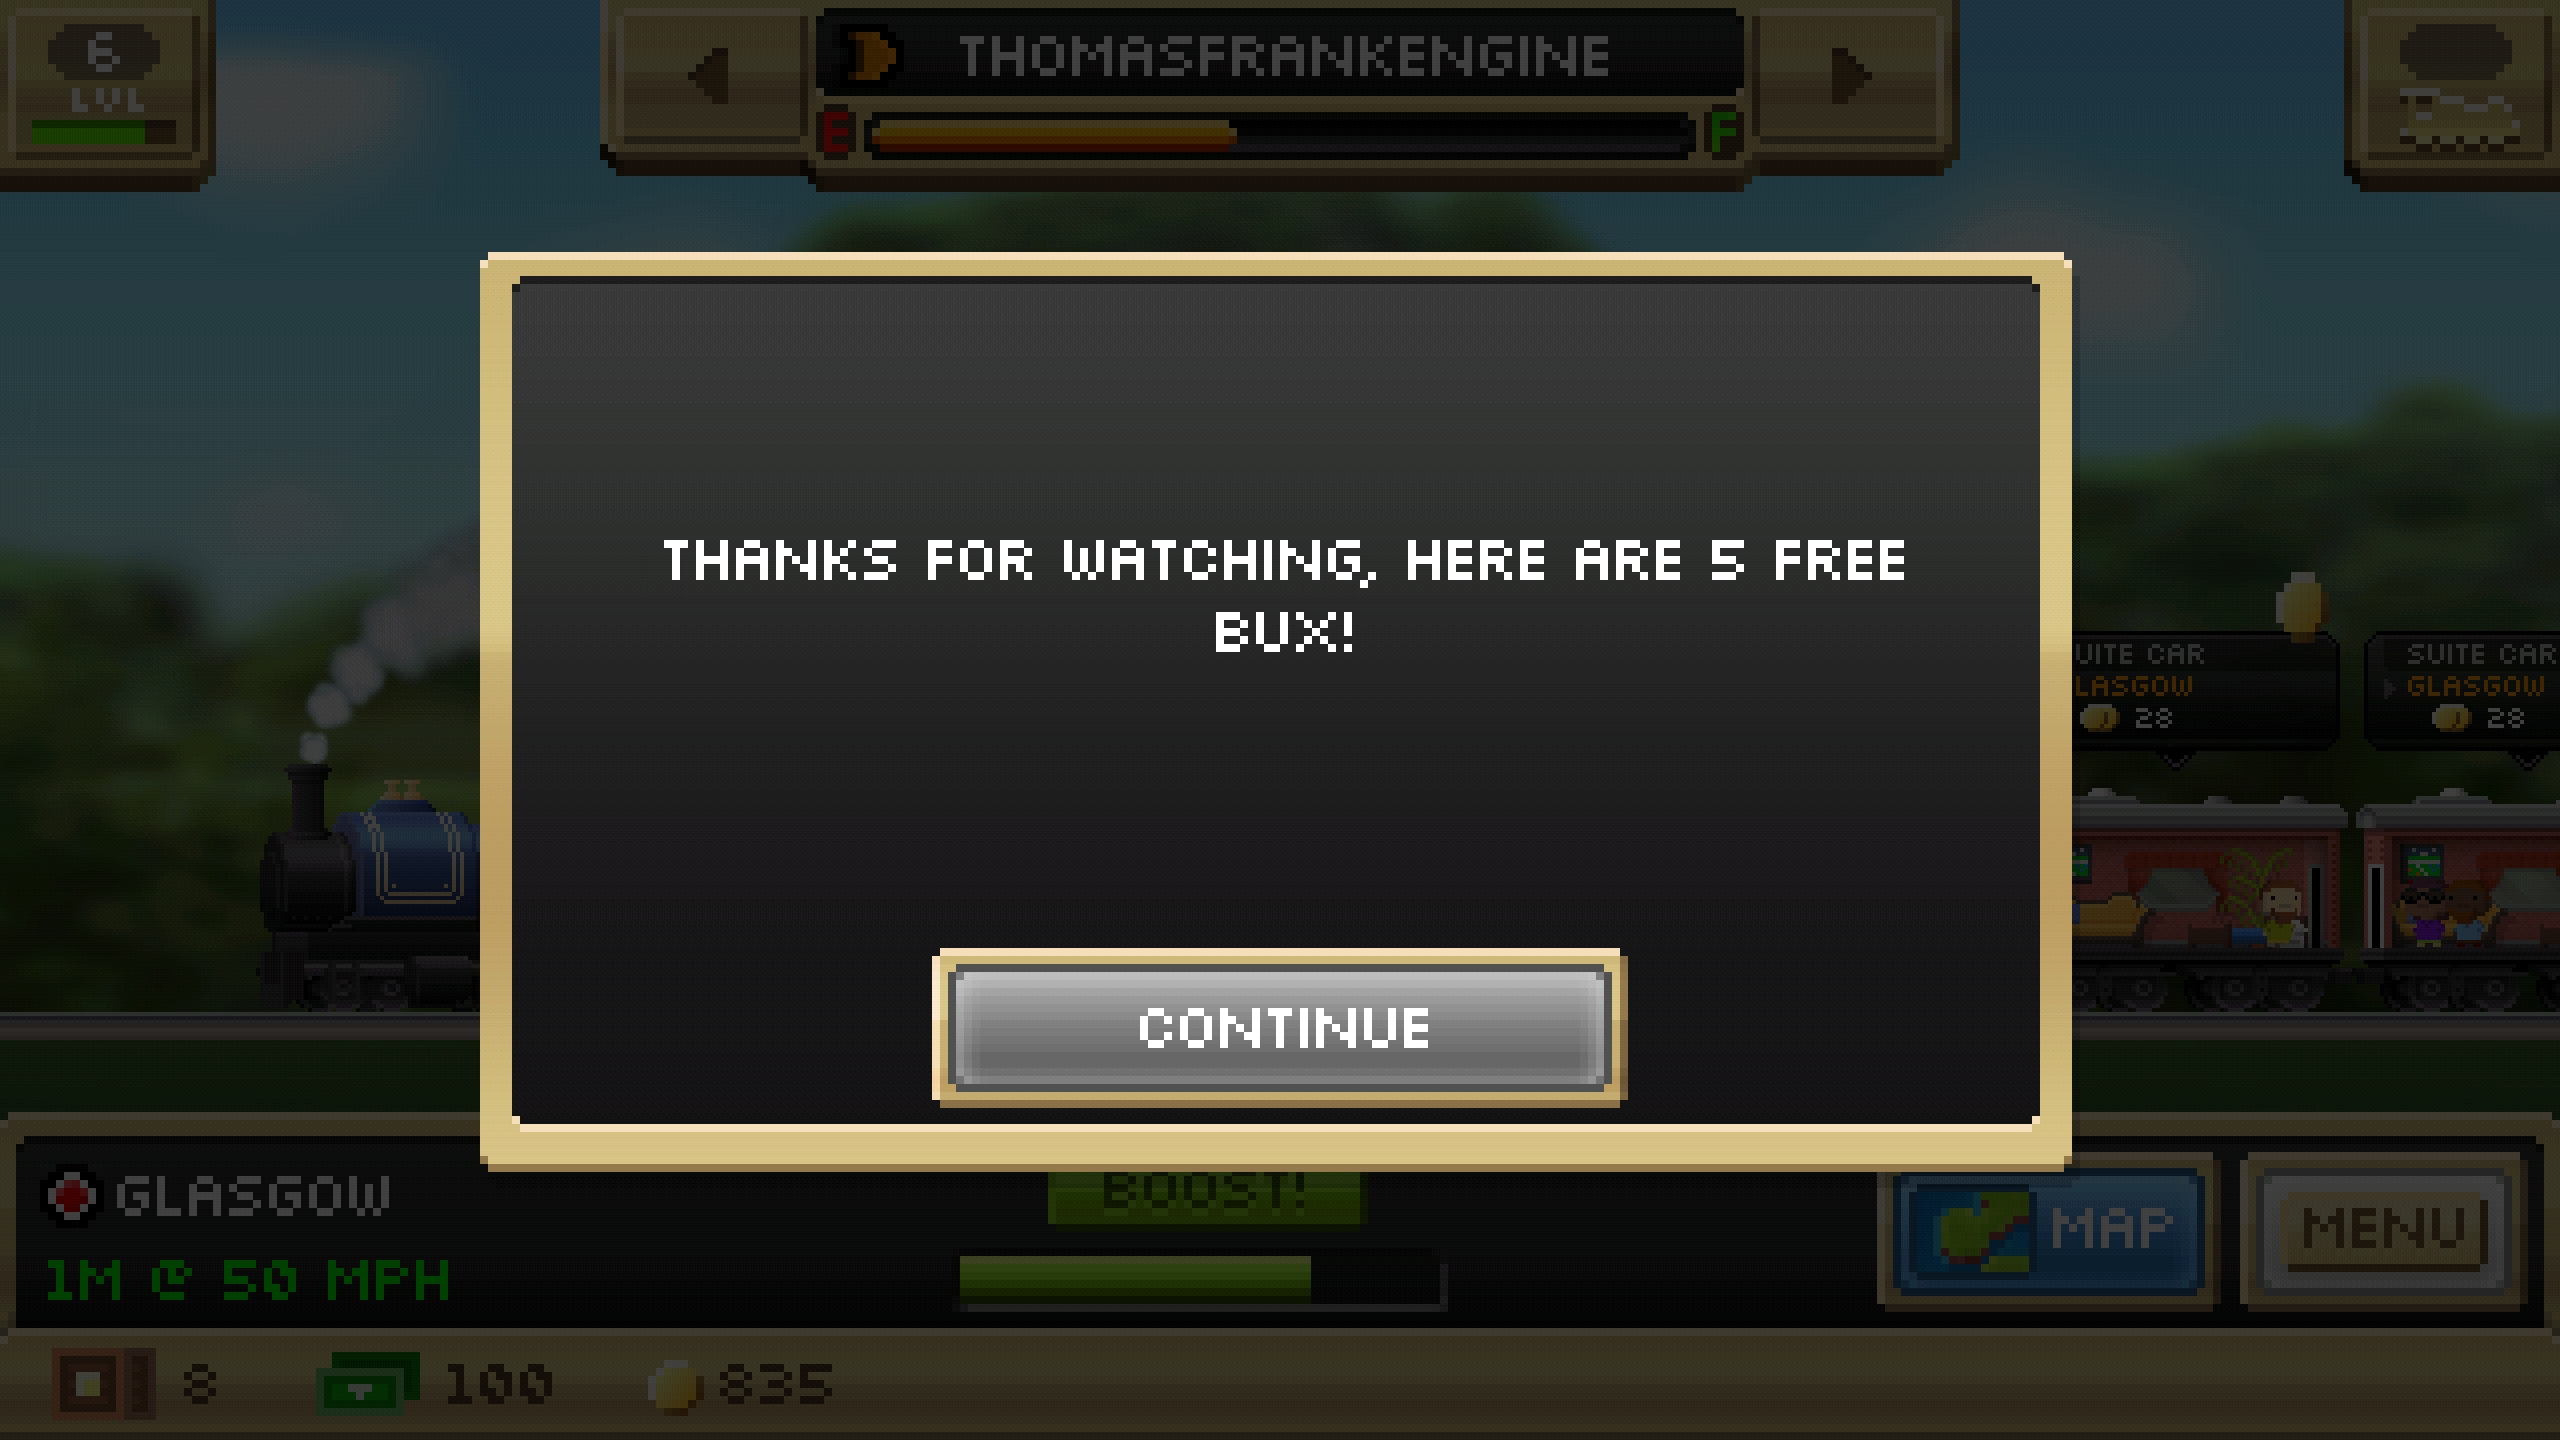 6
LVL
THOMASFRANKENGINE
E F
THANKS FOR WATCHING, HERE ARE 5 FREE
BUX!
CONTINUE
UITE CAR
LASGOW
28
SUITE CAR
GLASGOW
28
GLASGOW
1M @ 50 MPH
BOOST!
MAP
MENU
8
100
835